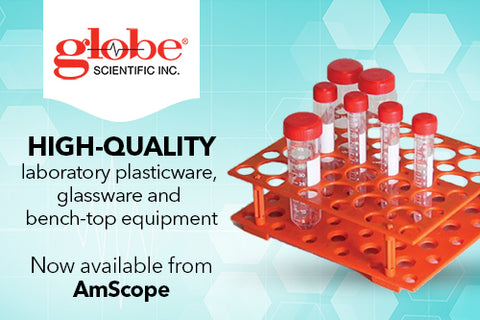 globe®
SCIENTIFIC INC.
HIGH-QUALITY
laboratory plasticware,
glassware and
bench-top equipment
Now available from
AmScope